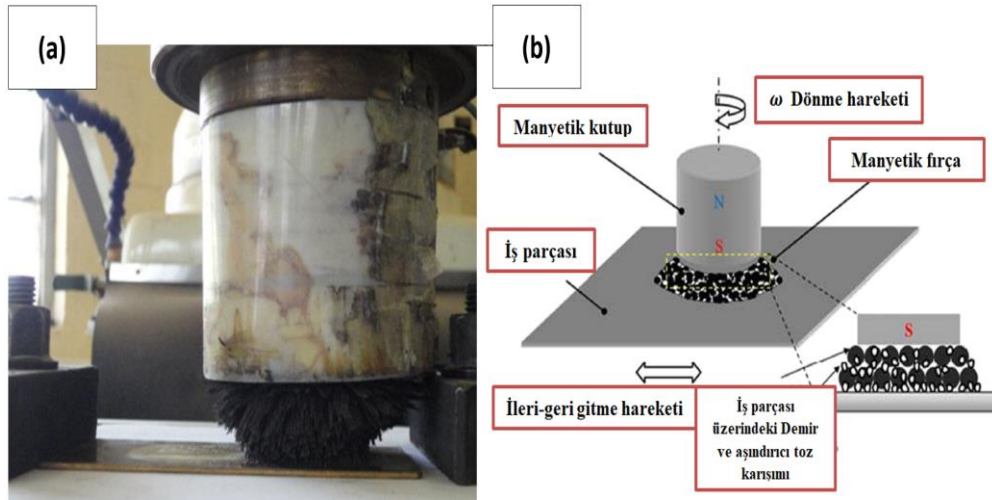 (a)
(b)
ω Dönme hareketi
Manyetik kutup
Manyetik fırça
N
İş parçası
S
S
İleri-geri gitme hareketi
İş parçası
üzerindeki Demir
ve aşındırıcı toz
karışımı